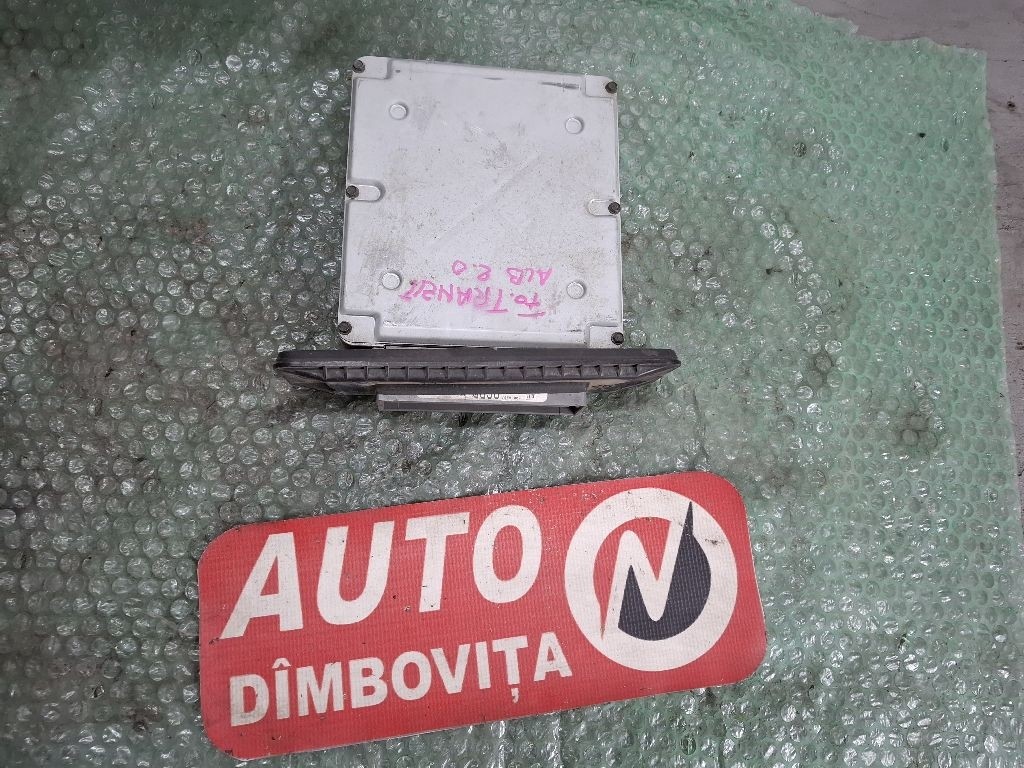 FO. TRANZIT
ALB 2.0
AUTO N
DÎMBOVIȚA